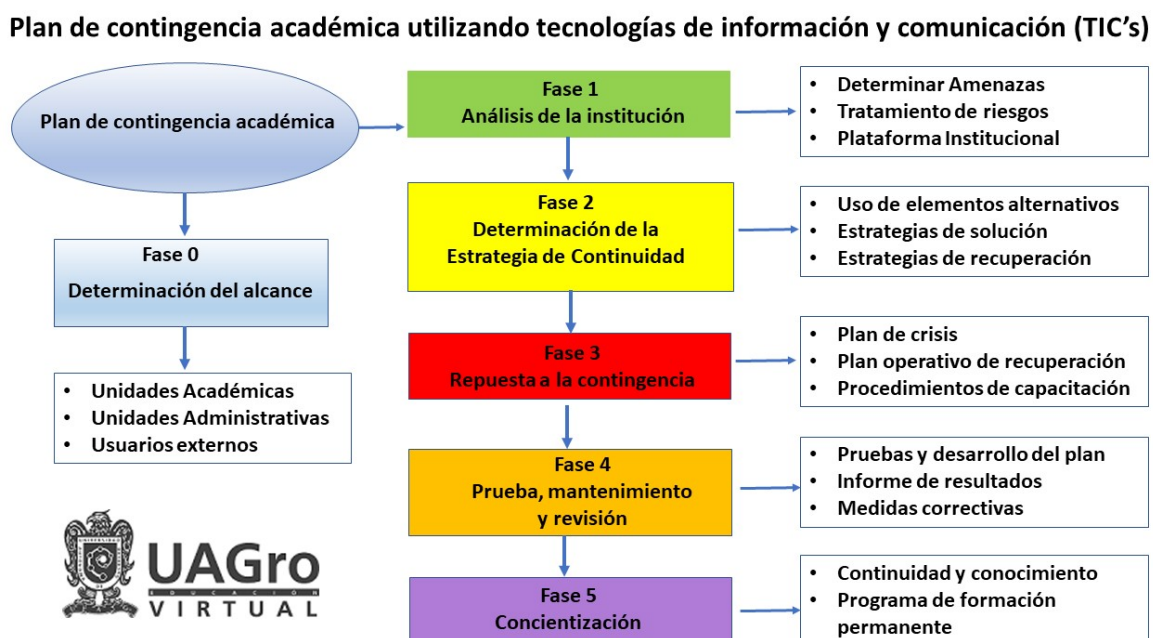 Plan de contingencia académica utilizando tecnologías de información y comunicación (TIC’s)
Plan de contingencia académica
Fase 0
Determinación del alcance
• Unidades Académicas
• Unidades Administrativas
• Usuarios externos
Fase 1
Análisis de la institución
• Determinar Amenazas
• Tratamiento de riesgos
• Plataforma Institucional
Fase 2
Determinación de la
Estrategia de Continuidad
• Uso de elementos alternativos
• Estrategias de solución
• Estrategias de recuperación
Fase 3
Repuesta a la contingencia
• Plan de crisis
• Plan operativo de recuperación
• Procedimientos de capacitación
Fase 4
Prueba, mantenimiento
y revisión
• Pruebas y desarrollo del plan
• Informe de resultados
• Medidas correctivas
Fase 5
Concientización
• Continuidad y conocimiento
• Programa de formación
permanente
UAGro
EDUCACIÓN
VIRTUAL